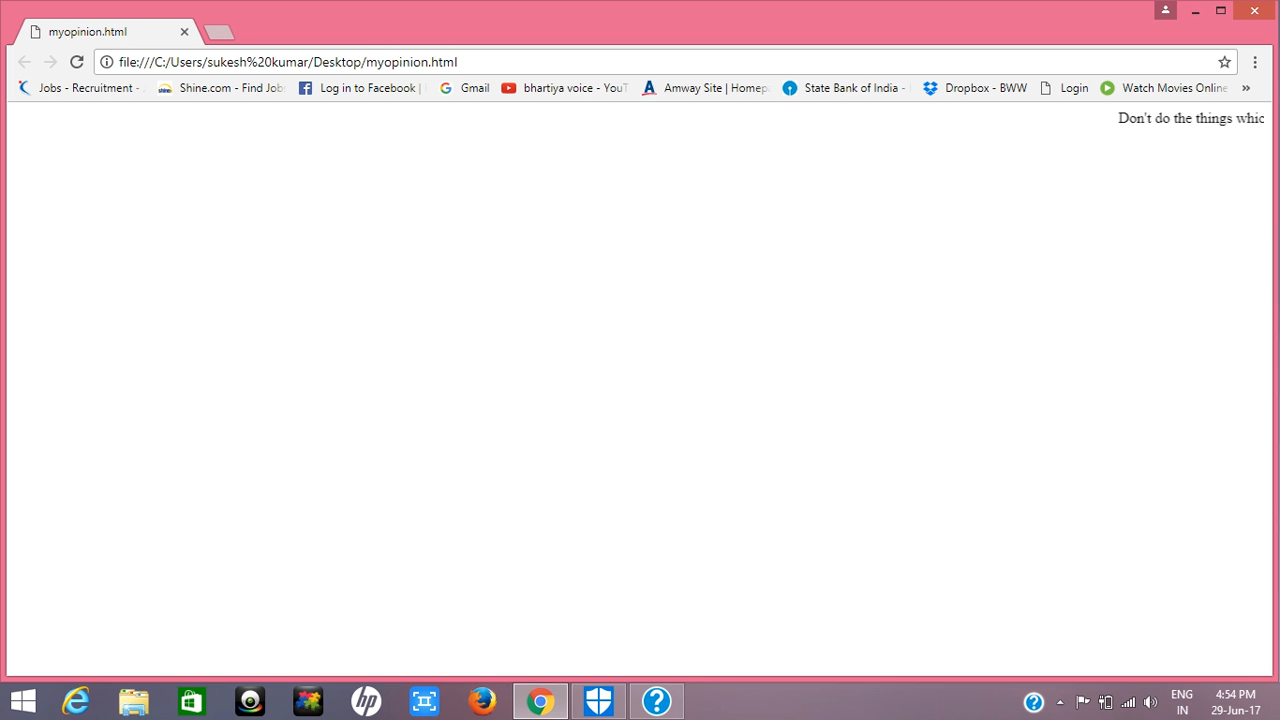 myopinion.html
file:///C:/Users/sukesh%20kumar/Desktop/myopinion.html
Jobs - Recruitment - Shine.com: Find Job Log in to Facebook | Gmail bhartiya voice - YouT Amway Site | Homep State Bank of India - Dropbox - BWW Login Watch Movies Online »
Don't do the things whic
hp
ENG 4:54 PM
IN 29-Jun-17